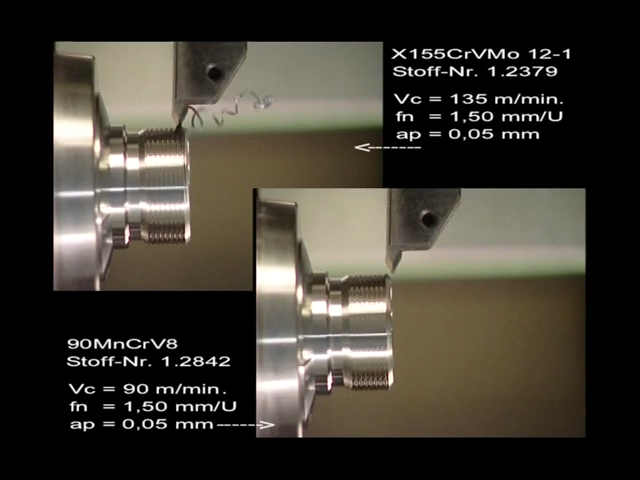 X155CrVMo 12-1
Stoff-Nr. 1.2379
Vc = 135 m/min.
fn = 1,50 mm/U
ap = 0,05 mm
90MnCrV8
Stoff-Nr. 1.2842
Vc = 90 m/min.
fn = 1,50 mm/U
ap = 0,05 mm